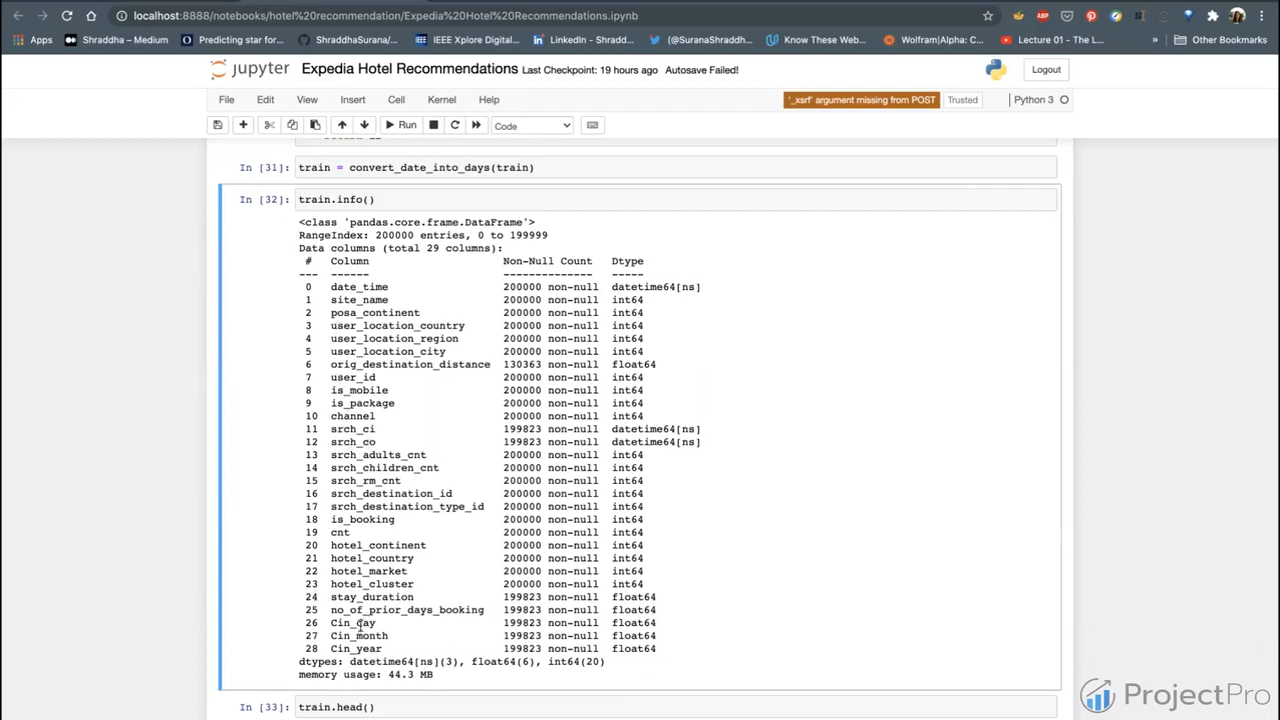 localhost:8888/notebooks/hotel%20recommendation/Expedia%20Hotel%20Recommendations.ipynb
Apps
Shraddha – Medium
Predicting star for...
ShraddhaSurana/...
IEEE Xplore Digital...
LinkedIn - Shradd...
(@SuranaShraddh...
Know These Web...
Wolfram|Alpha: C...
Lecture 01 - The L...
»
Other Bookmarks
jupyter Expedia Hotel Recommendations Last Checkpoint: 19 hours ago Autosave Failed!
Logout
File Edit View Insert Cell Kernel Help
'_xsrf' argument missing from POST
Trusted
Python 3
Run
Code
In [31]: train = convert_date_into_days(train)
In [32]: train.info()
<class 'pandas.core.frame.DataFrame'>
RangeIndex: 200000 entries, 0 to 199999
Data columns (total 29 columns):
# Column Non-Null Count Dtype
--- ------ -------------- -----
0 date_time 200000 non-null datetime64[ns]
1 site_name 200000 non-null int64
2 posa_continent 200000 non-null int64
3 user_location_country 200000 non-null int64
4 user_location_region 200000 non-null int64
5 user_location_city 200000 non-null int64
6 orig_destination_distance 130363 non-null float64
7 user_id 200000 non-null int64
8 is_mobile 200000 non-null int64
9 is_package 200000 non-null int64
10 channel 200000 non-null int64
11 srch_ci 199823 non-null datetime64[ns]
12 srch_co 199823 non-null datetime64[ns]
13 srch_adults_cnt 200000 non-null int64
14 srch_children_cnt 200000 non-null int64
15 srch_rm_cnt 200000 non-null int64
16 srch_destination_id 200000 non-null int64
17 srch_destination_type_id 200000 non-null int64
18 is_booking 200000 non-null int64
19 cnt 200000 non-null int64
20 hotel_continent 200000 non-null int64
21 hotel_country 200000 non-null int64
22 hotel_market 200000 non-null int64
23 hotel_cluster 200000 non-null int64
24 stay_duration 199823 non-null float64
25 no_of_prior_days_booking 199823 non-null float64
26 Cin_day 199823 non-null float64
27 Cin_month 199823 non-null float64
28 Cin_year 199823 non-null float64
dtypes: datetime64[ns](3), float64(6), int64(20)
memory usage: 44.3 MB
In [33]: train.head()
ProjectPro